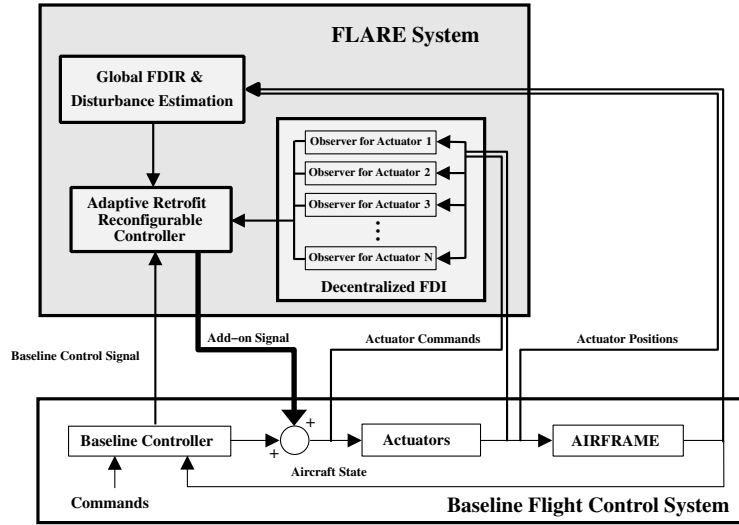 FLARE System
Global FDIR &
Disturbance Estimation
Observer for Actuator 1
Observer for Actuator 2
Observer for Actuator 3
Observer for Actuator N
Decentralized FDI
Adaptive Retrofit
Reconfigurable
Controller
Baseline Control Signal
Add−on Signal
Actuator Commands
Actuator Positions
Baseline Controller
+
+
Actuators
AIRFRAME
Aircraft State
Commands
Baseline Flight Control System